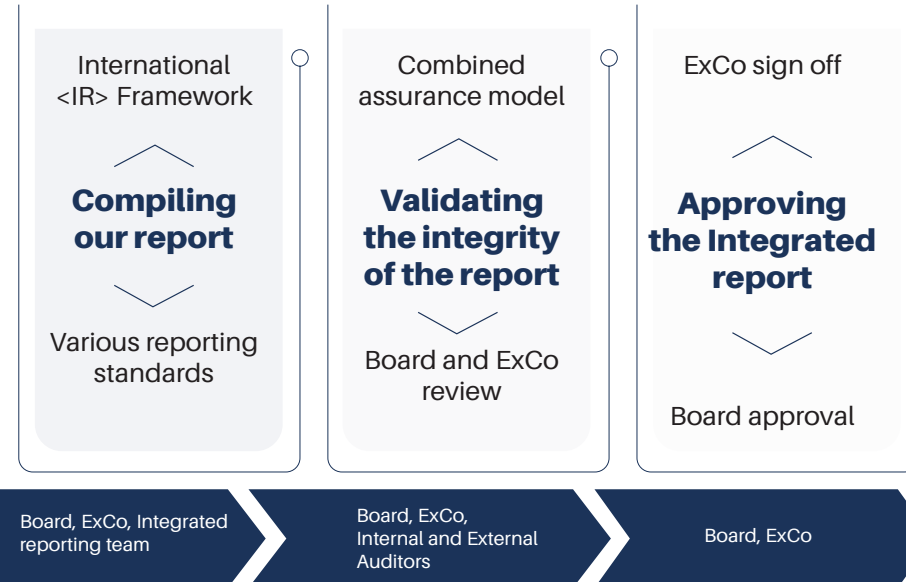 International
<IR> Framework
Compiling
our report
Various reporting
standards
Combined
assurance model
Validating
the integrity
of the report
Board and ExCo
review
ExCo sign off
Approving
the Integrated
report
Board approval
Board, ExCo, Integrated
reporting team
Board, ExCo,
Internal and External
Auditors
Board, ExCo